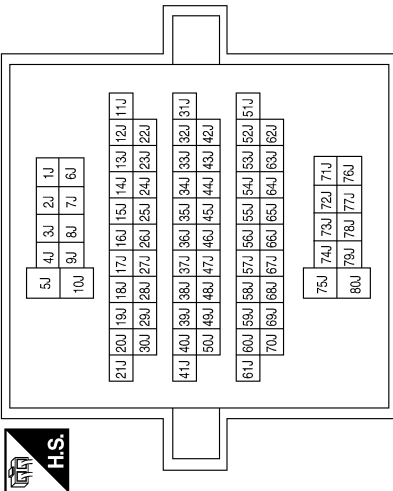 H.S.
5J 4J 3J 2J 1J
10J 9J 8J 7J 6J
21J 20J 19J 18J 17J 16J 15J 14J 13J 12J 11J
30J 29J 28J 27J 26J 25J 24J 23J 22J
41J 40J 39J 38J 37J 36J 35J 34J 33J 32J 31J
50J 49J 48J 47J 46J 45J 44J 43J 42J
61J 60J 59J 58J 57J 56J 55J 54J 53J 52J 51J
70J 69J 68J 67J 66J 65J 64J 63J 62J
75J 74J 73J 72J 71J
80J 79J 78J 77J 76J